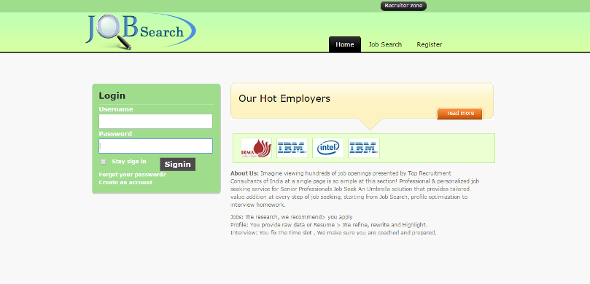 Recruiter zone
JOB Search
Home Job Search Register
Login
Username
Password
Stay sign in
Signin
Forgot your password?
Create an account
Our Hot Employers
read more
IBM
intel
IBM
About Us: Imagine viewing hundreds of job openings presented by Top Recruitment
Consultants of India at a single page is so simple at this section! Professional & personalized job
seeking service for Senior Professionals Job Seek An Umbrella solution that provides tailored
value addition at every step of job seeking; starting from Job Search, profile optimization to
interview homework.
Jobs: The research, we recommend> you apply
Profile: You provide raw data or Resume > We refine, rewrite and Highlight.
Interview: You fix the time slot , We make sure you are coached and prepared.